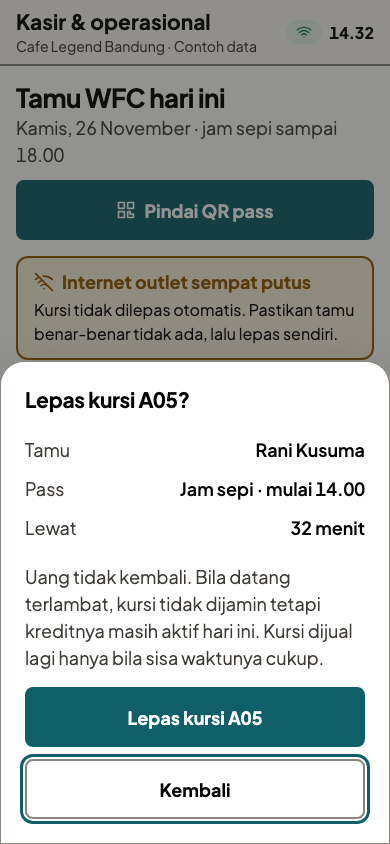 Kasir & operasional
Cafe Legend Bandung · Contoh data
14.32
Tamu WFC hari ini
Kamis, 26 November · jam sepi sampai
18.00
Pindai QR pass
Internet outlet sempat putus
Kursi tidak dilepas otomatis. Pastikan tamu
benar-benar tidak ada, lalu lepas sendiri.
Lepas kursi A05?
Tamu Rani Kusuma
Pass Jam sepi · mulai 14.00
Lewat 32 menit
Uang tidak kembali. Bila datang
terlambat, kursi tidak dijamin tetapi
kreditnya masih aktif hari ini. Kursi dijual
lagi hanya bila sisa waktunya cukup.
Lepas kursi A05
Kembali